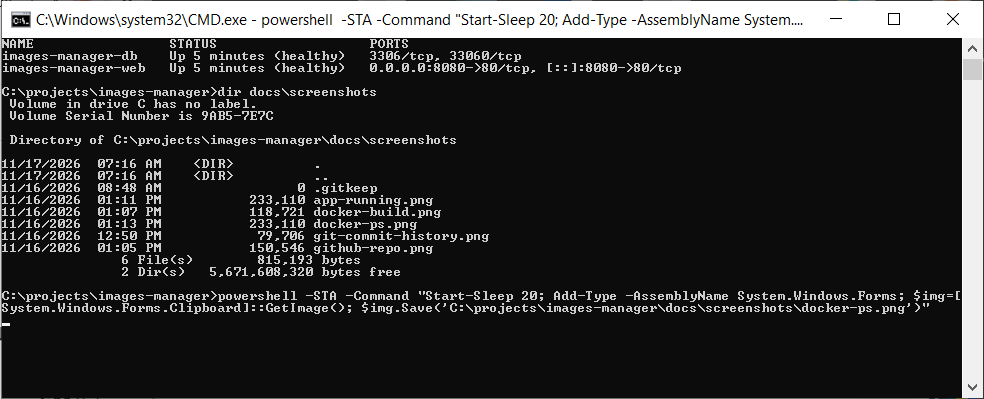 C:\Windows\system32\CMD.exe - powershell  -STA -Command "Start-Sleep 20; Add-Type -AssemblyName System....
NAME                STATUS                   PORTS
images-manager-db    Up 5 minutes (healthy)   3306/tcp, 33060/tcp
images-manager-web   Up 5 minutes (healthy)   0.0.0.0:8080->80/tcp, [::]:8080->80/tcp
C:\projects\images-manager>dir docs\screenshots
 Volume in drive C has no label.
 Volume Serial Number is 9AB5-7E7C
 Directory of C:\projects\images-manager\docs\screenshots
11/17/2026  07:16 AM    <DIR>          .
11/17/2026  07:16 AM    <DIR>          ..
11/16/2026  08:48 AM                 0 .gitkeep
11/16/2026  01:11 PM           233,110 app-running.png
11/16/2026  01:07 PM           118,721 docker-build.png
11/16/2026  01:13 PM           233,110 docker-ps.png
11/16/2026  12:50 PM            79,706 git-commit-history.png
11/16/2026  01:05 PM           150,546 github-repo.png
               6 File(s)        815,193 bytes
               2 Dir(s)   5,671,608,320 bytes free
C:\projects\images-manager>powershell -STA -Command "Start-Sleep 20; Add-Type -AssemblyName System.Windows.Forms; $img=[
System.Windows.Forms.Clipboard]::GetImage(); $img.Save('C:\projects\images-manager\docs\screenshots\docker-ps.png')"